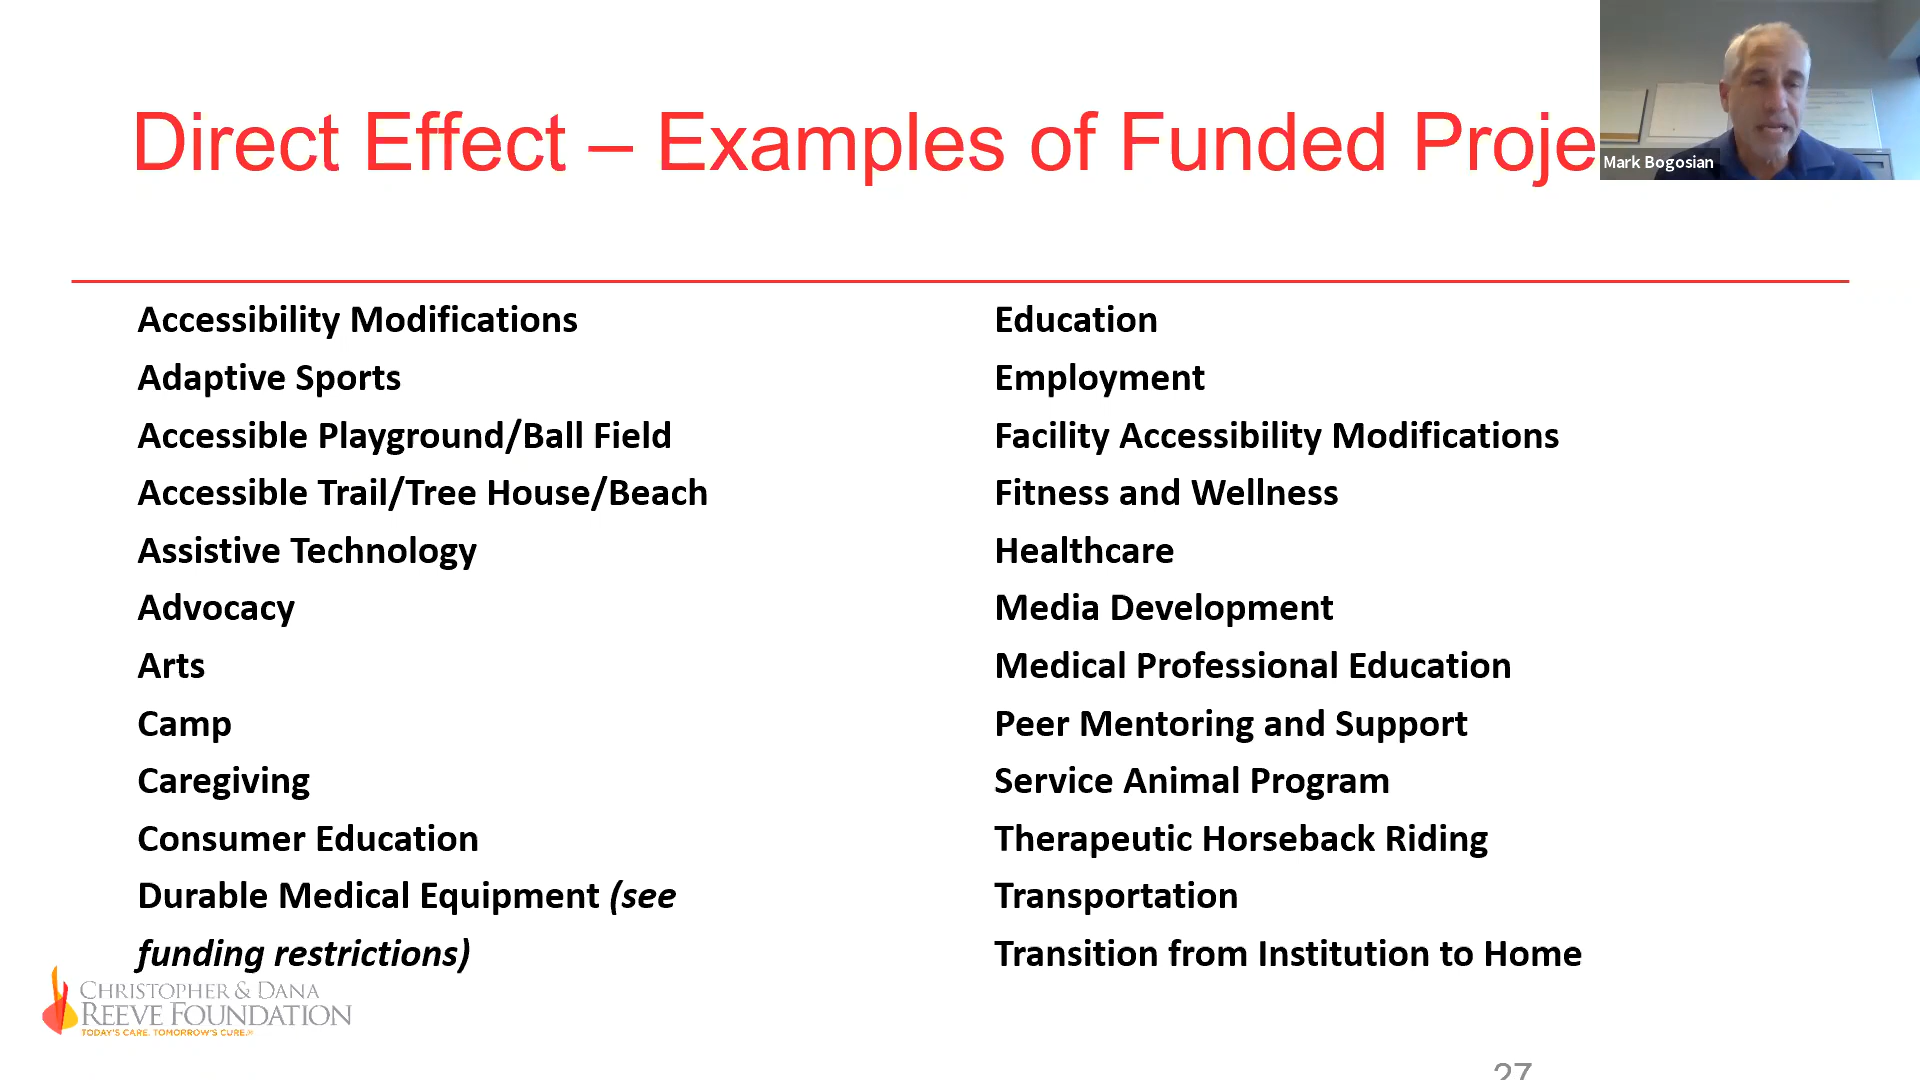 Direct Effect – Examples of Funded Proje
Mark Bogosian
Accessibility Modifications
Adaptive Sports
Accessible Playground/Ball Field
Accessible Trail/Tree House/Beach
Assistive Technology
Advocacy
Arts
Camp
Caregiving
Consumer Education
Durable Medical Equipment (see
funding restrictions)
Education
Employment
Facility Accessibility Modifications
Fitness and Wellness
Healthcare
Media Development
Medical Professional Education
Peer Mentoring and Support
Service Animal Program
Therapeutic Horseback Riding
Transportation
Transition from Institution to Home
CHRISTOPHER & DANA
REEVE FOUNDATION
TODAY'S CARE. TOMORROW'S CURE.®
27